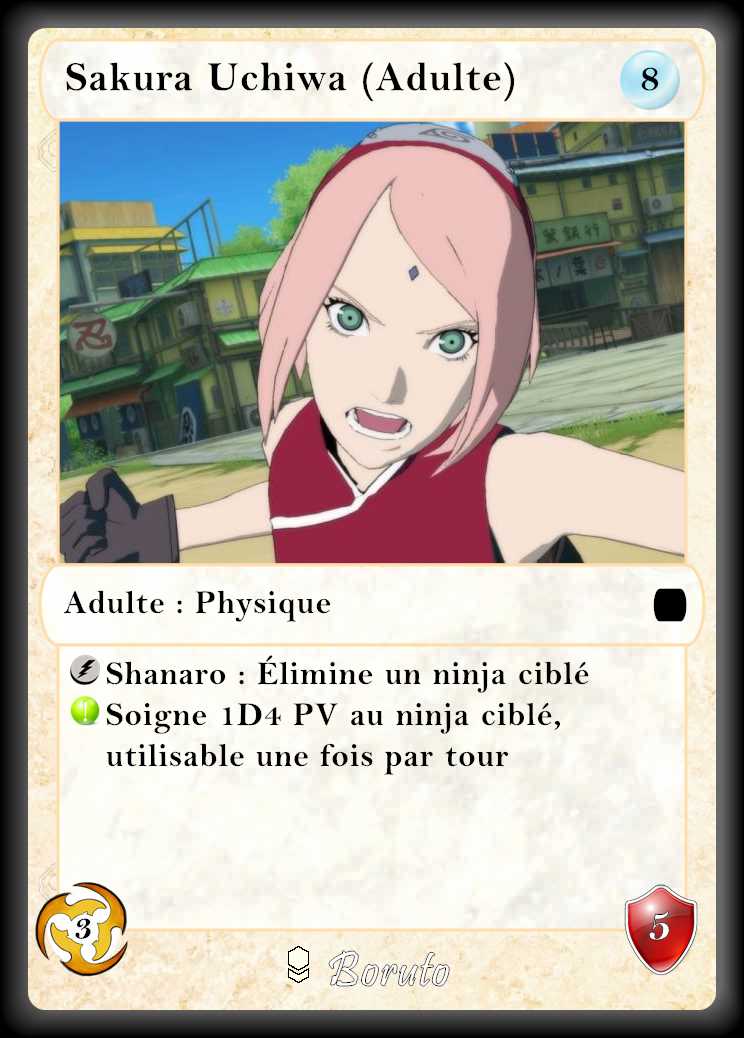 Sakura Uchiwa (Adulte)
8
忍
Adulte : Physique
Shanaro : Élimine un ninja ciblé
Soigne 1D4 PV au ninja ciblé,
utilisable une fois par tour
3
5
Boruto